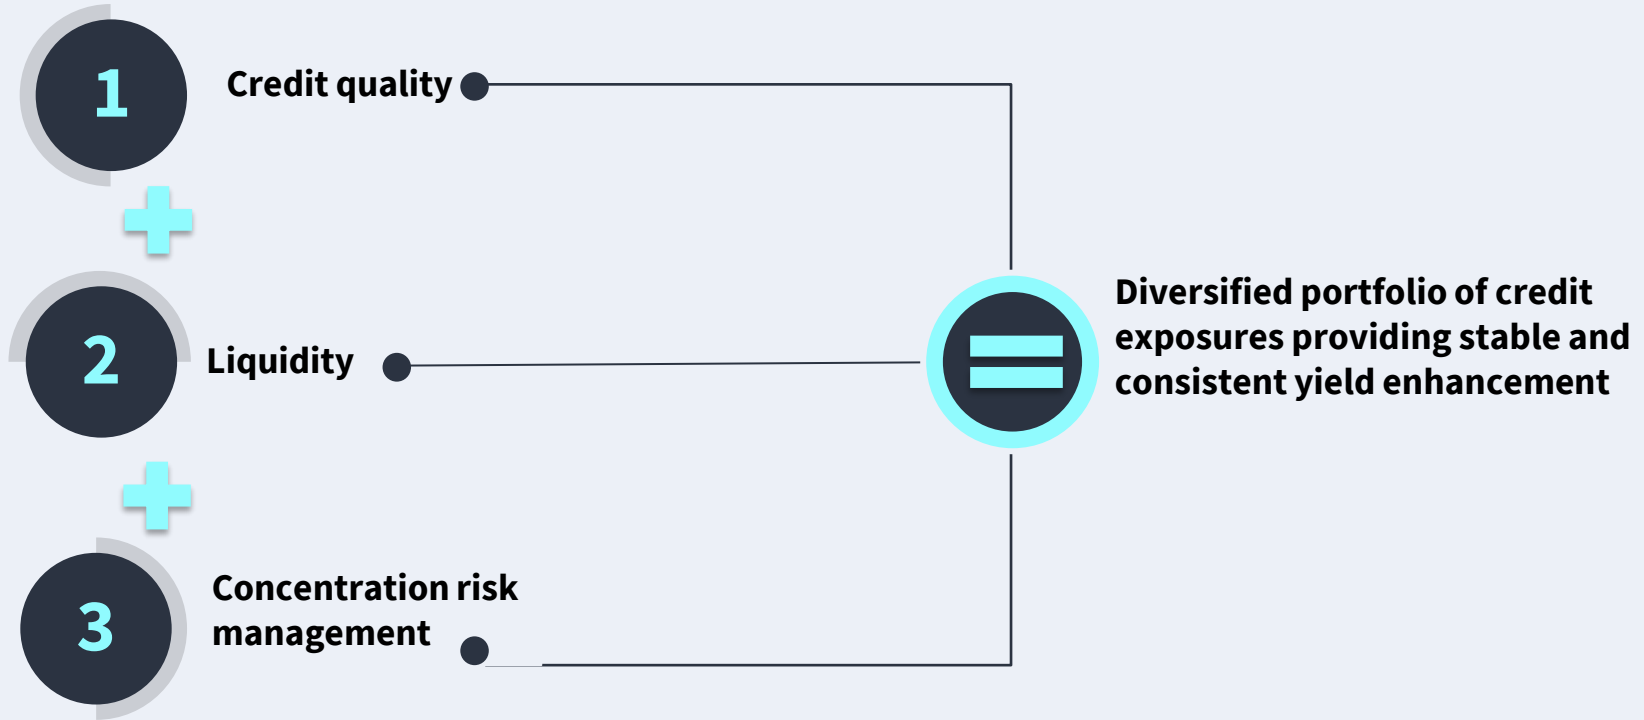 1
Credit quality
2
Liquidity
3
Concentration risk
management
Diversified portfolio of credit
exposures providing stable and
consistent yield enhancement